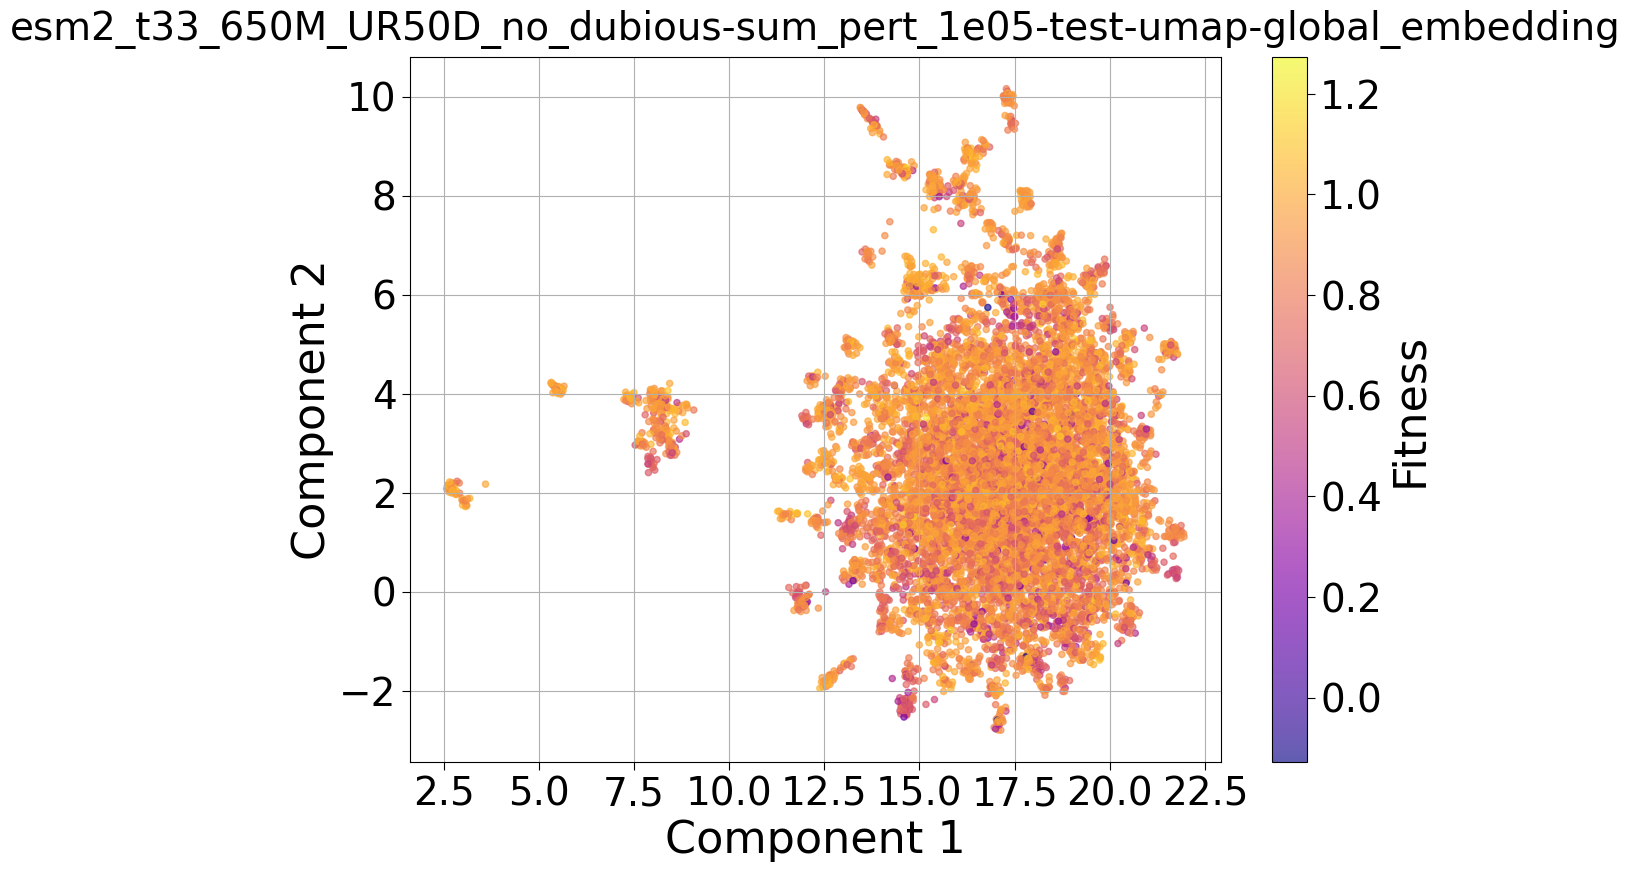 esm2_t33_650M_UR50D_no_dubious-sum_pert_1e05-test-umap-global_embedding
10
8
6
4
2
0
−2
Component 2
2.5 5.0 7.5 10.0 12.5 15.0 17.5 20.0 22.5
Component 1
1.2
1.0
0.8
0.6
0.4
0.2
0.0
Fitness